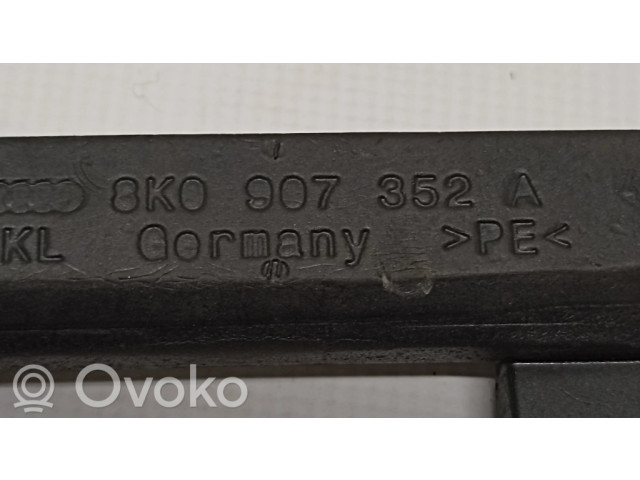 8K0 907 352 A
KL Germany >PE<
Ovoko